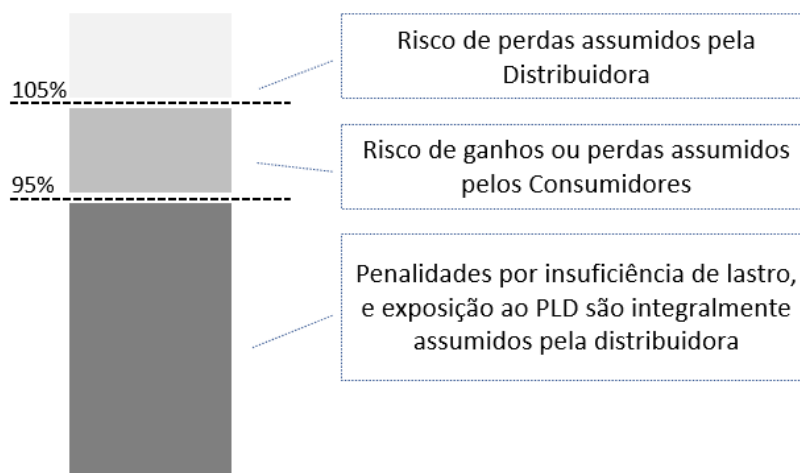 Risco de perdas assumidos pela
Distribuidora
105%
Risco de ganhos ou perdas assumidos
pelos Consumidores
95%
Penalidades por insuficiência de lastro,
e exposição ao PLD são integralmente
assumidos pela distribuidora